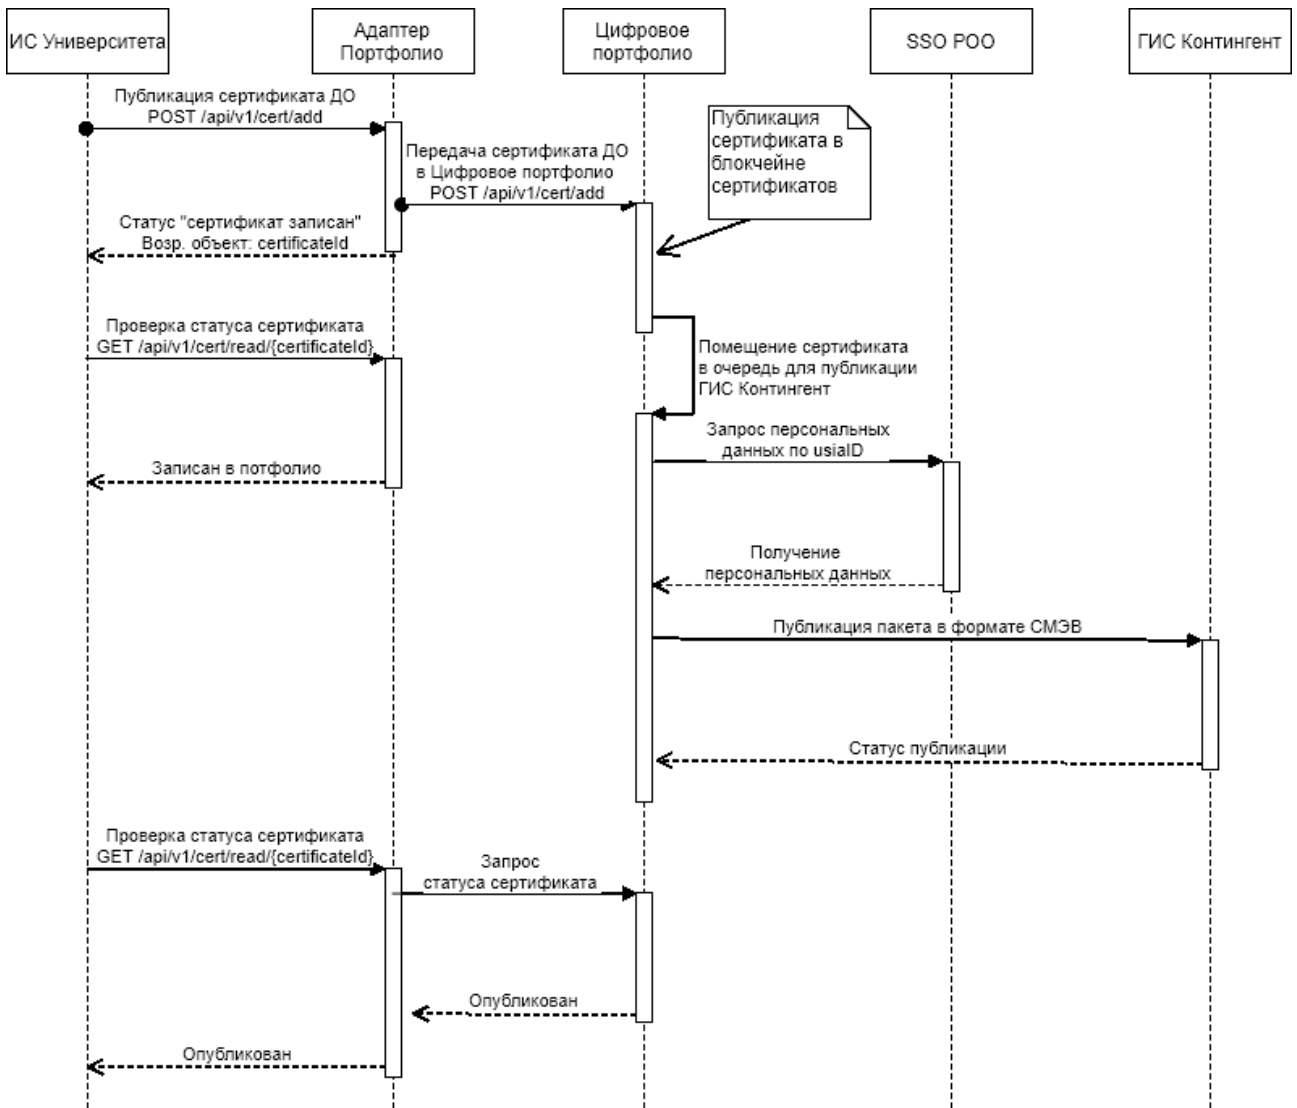 ИС Университета
Адаптер
Портфолио
Цифровое
портфолио
SSO РОО
ГИС Контингент
Публикация сертификата ДО
POST /api/v1/cert/add
Публикация
сертификата в
блокчейне
сертификатов
Передача сертификата ДО
в Цифровое портфолио
POST /api/v1/cert/add
Статус "сертификат записан"
Возр. объект: certificateId
Проверка статуса сертификата
GET /api/v1/cert/read/{certificateId}
Помещение сертификата
в очередь для публикации
ГИС Контингент
Запрос персональных
данных по usiaID
Записан в потфолио
Получение
персональных данных
Публикация пакета в формате СМЭВ
Статус публикации
Проверка статуса сертификата
GET /api/v1/cert/read/{certificateId}
Запрос
статуса сертификата
Опубликован
Опубликован